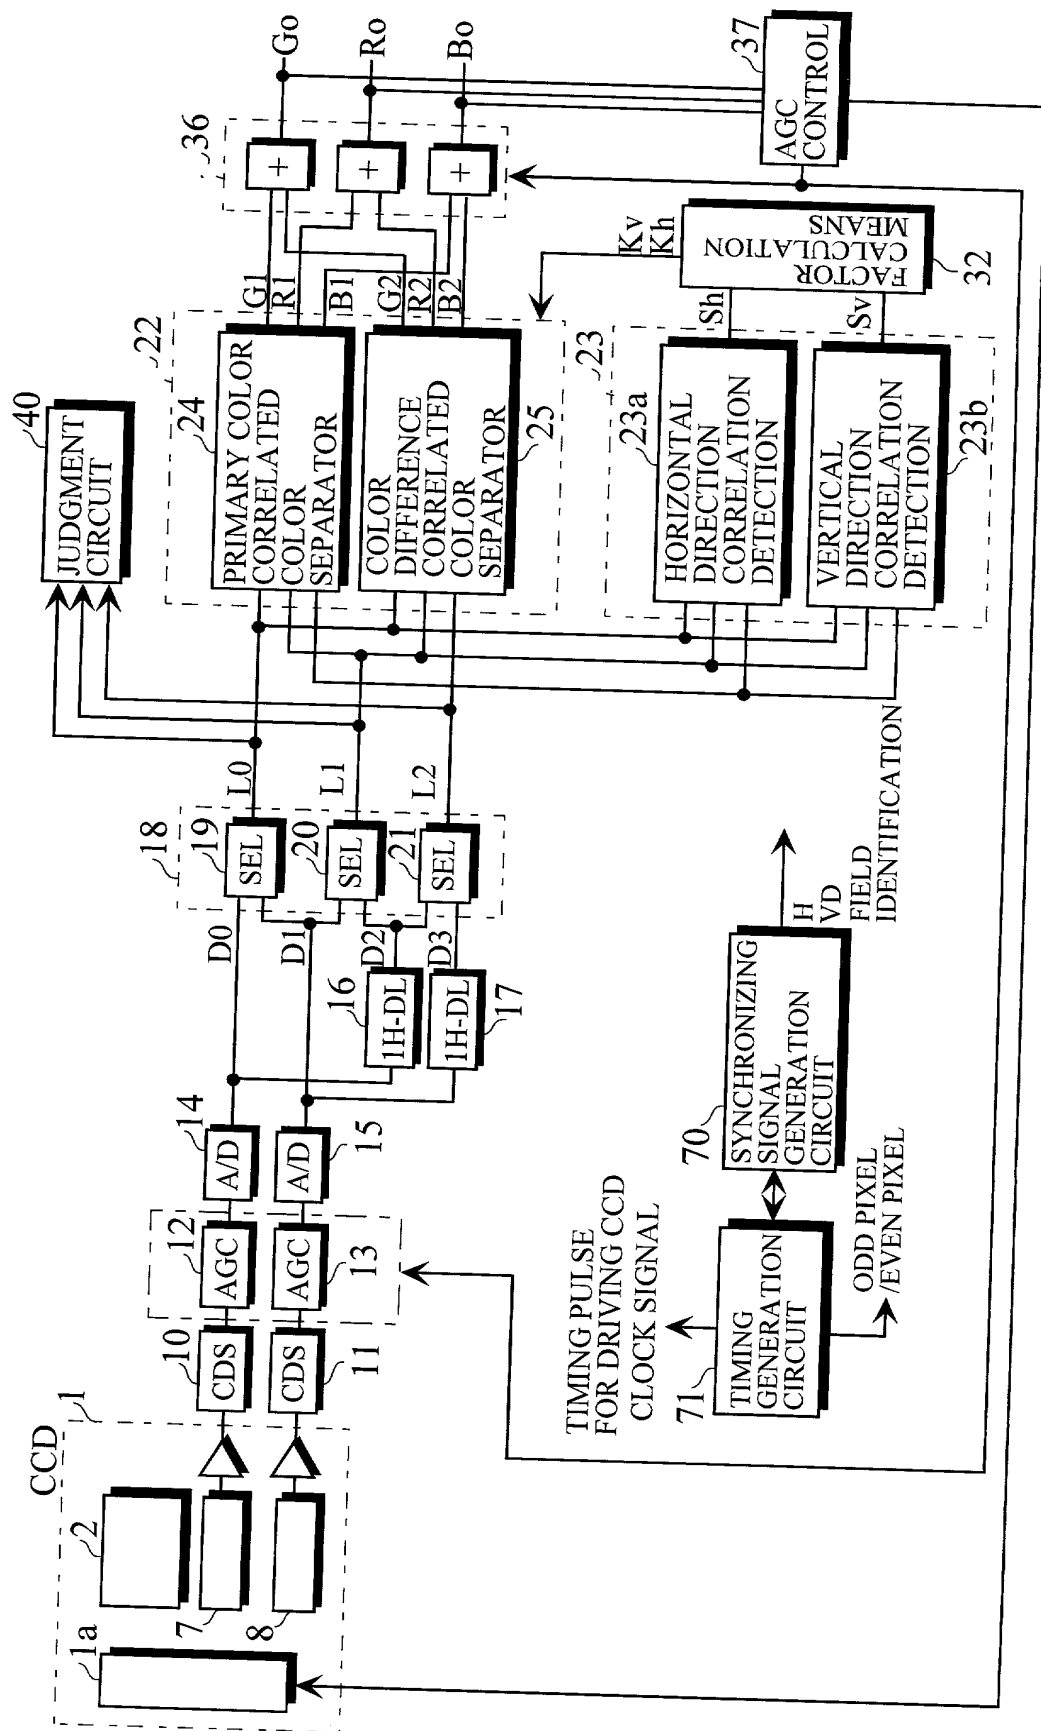 CCD
1
1a
2
7
8
10
CDS
11
CDS
12
AGC
AGC
13
14
A/D
A/D
15
D0
D1
D2
D3
16
1H-DL
1H-DL
17
18
19
SEL
20
SEL
21
SEL
L0
L1
L2
40
JUDGMENT
CIRCUIT
22
24
PRIMARY COLOR
CORRELATED
COLOR
SEPARATOR
COLOR
DIFFERENCE
CORRELATED
COLOR
SEPARATOR
25
G1
R1
B1
G2
R2
B2
36
+
+
+
Go
Ro
Bo
23
23a
HORIZONTAL
DIRECTION
CORRELATION
DETECTION
VERTICAL
DIRECTION
CORRELATION
DETECTION
23b
Sh
Sv
Kv
Kh
FACTOR
CALCULATION
MEANS
32
37
AGC
CONTROL
TIMING PULSE
FOR DRIVING CCD
CLOCK SIGNAL
71
TIMING
GENERATION
CIRCUIT
ODD PIXEL
/EVEN PIXEL
70
SYNCHRONIZING
SIGNAL
GENERATION
CIRCUIT
H
VD
FIELD
IDENTIFICATION